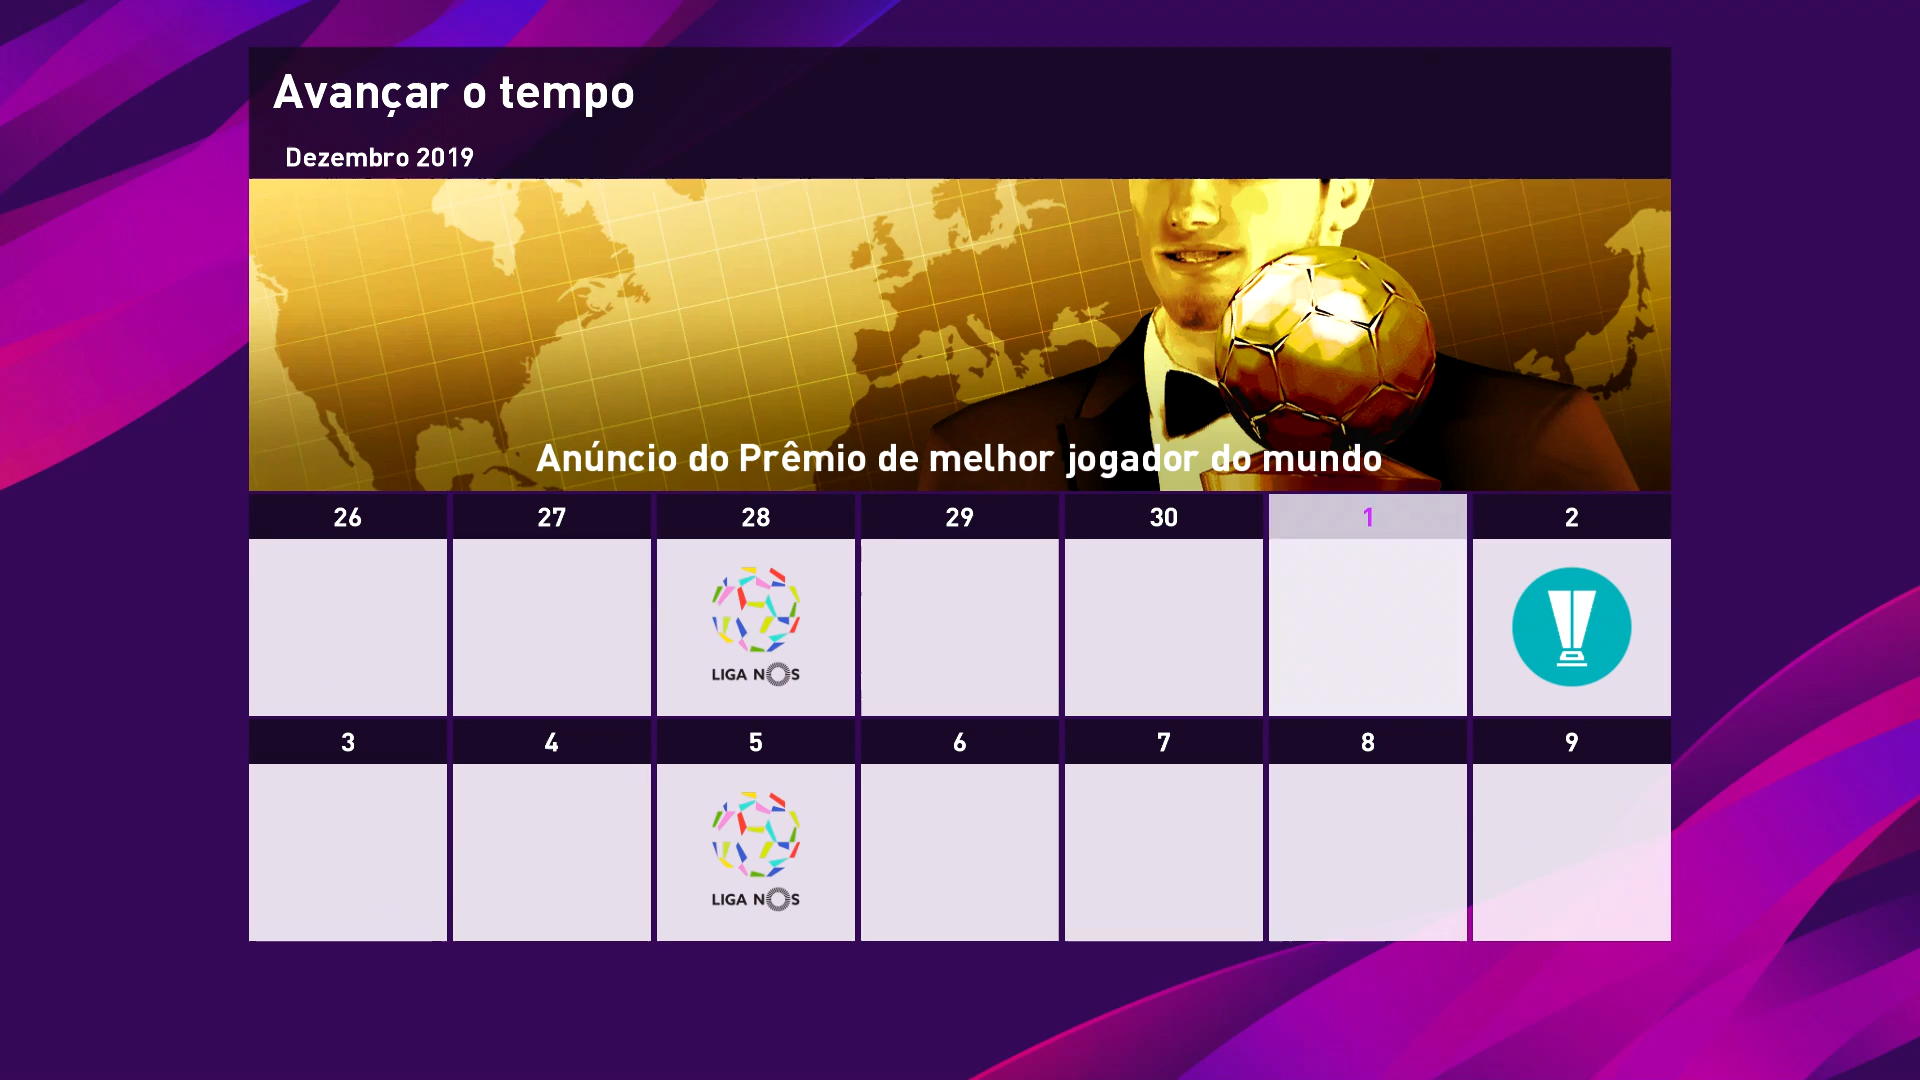 Avançar o tempo
Dezembro 2019
Anúncio do Prêmio de melhor jogador do mundo
26 27 28 29 30 1 2
LIGA NOS
3 4 5 6 7 8 9
LIGA NOS